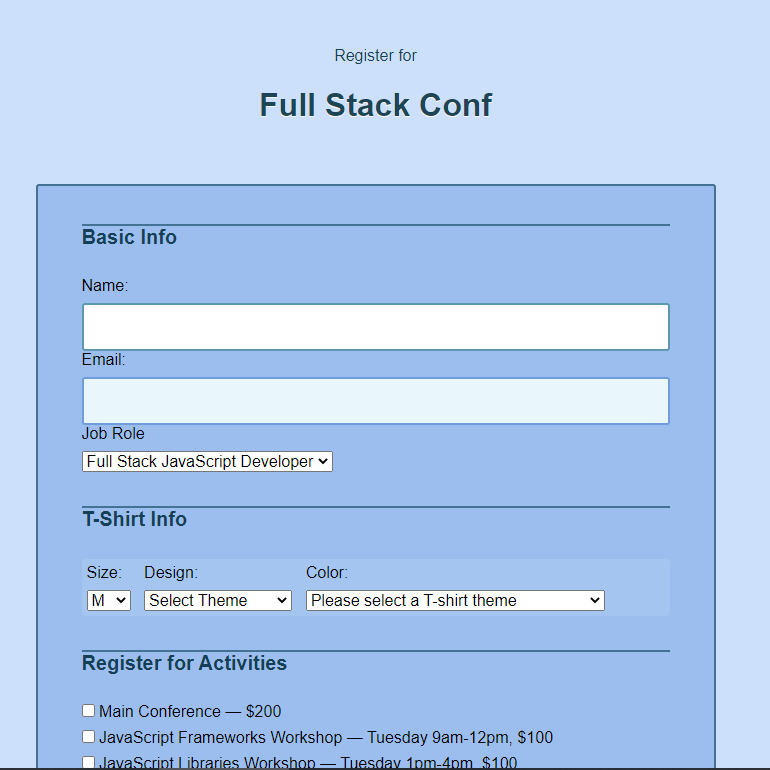 Register for
Full Stack Conf
Basic Info
Name:
Email:
Job Role
Full Stack JavaScript Developer
T-Shirt Info
Size: Design: Color:
M Select Theme Please select a T-shirt theme
Register for Activities
Main Conference — $200
JavaScript Frameworks Workshop — Tuesday 9am-12pm, $100
JavaScript Libraries Workshop — Tuesday 1pm-4pm, $100